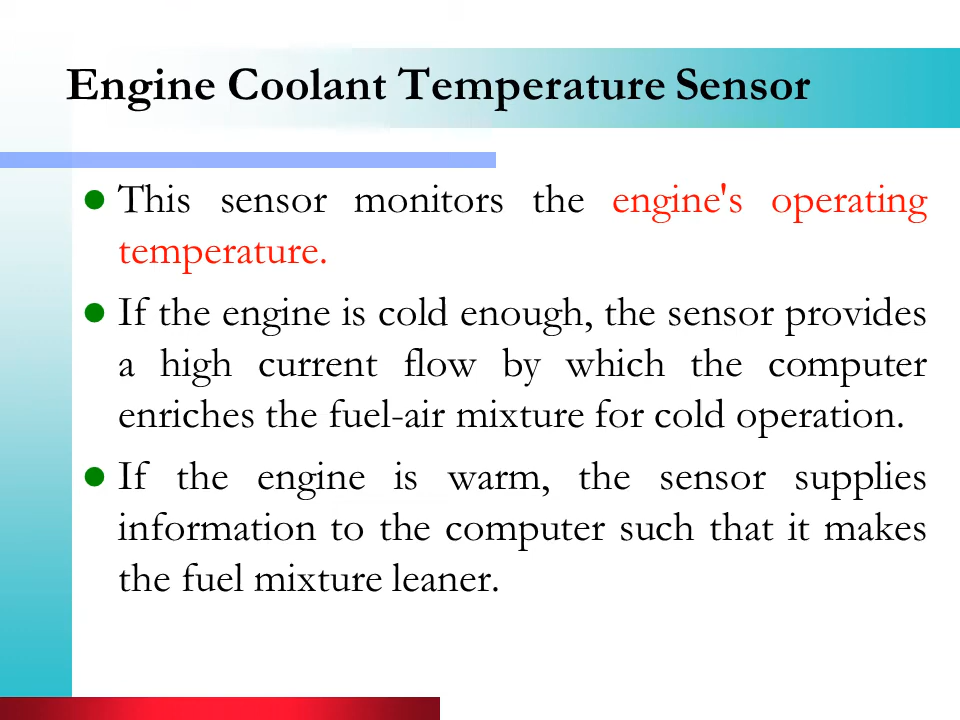 Engine Coolant Temperature Sensor
This sensor monitors the engine's operating
temperature.
If the engine is cold enough, the sensor provides
a high current flow by which the computer
enriches the fuel-air mixture for cold operation.
If the engine is warm, the sensor supplies
information to the computer such that it makes
the fuel mixture leaner.